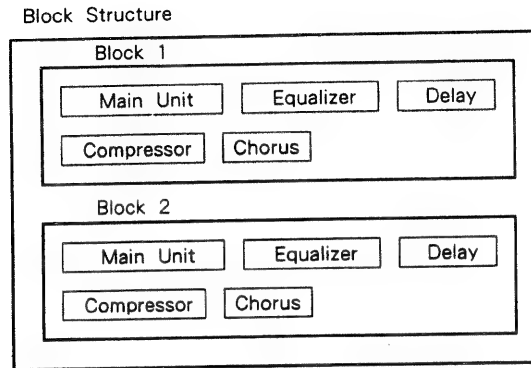 Block Structure
Block 1
Main Unit Equalizer Delay
Compressor Chorus
Block 2
Main Unit Equalizer Delay
Compressor Chorus